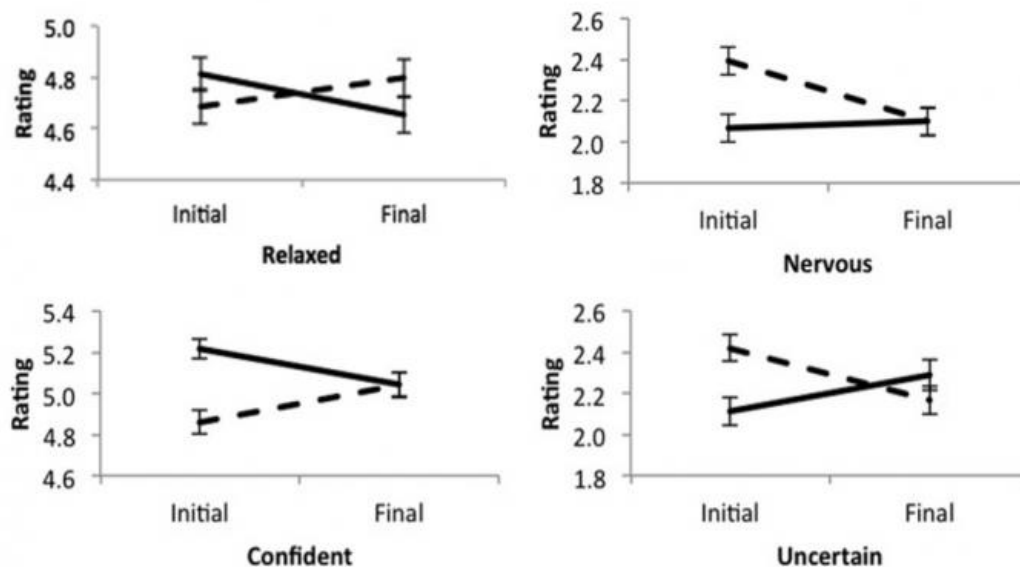 5.0
4.8
4.6
4.4
Rating
Initial Final
Relaxed
2.6
2.4
2.2
2.0
1.8
Rating
Initial Final
Nervous
5.4
5.2
5.0
4.8
4.6
Rating
Initial Final
Confident
2.6
2.4
2.2
2.0
1.8
Rating
Initial Final
Uncertain